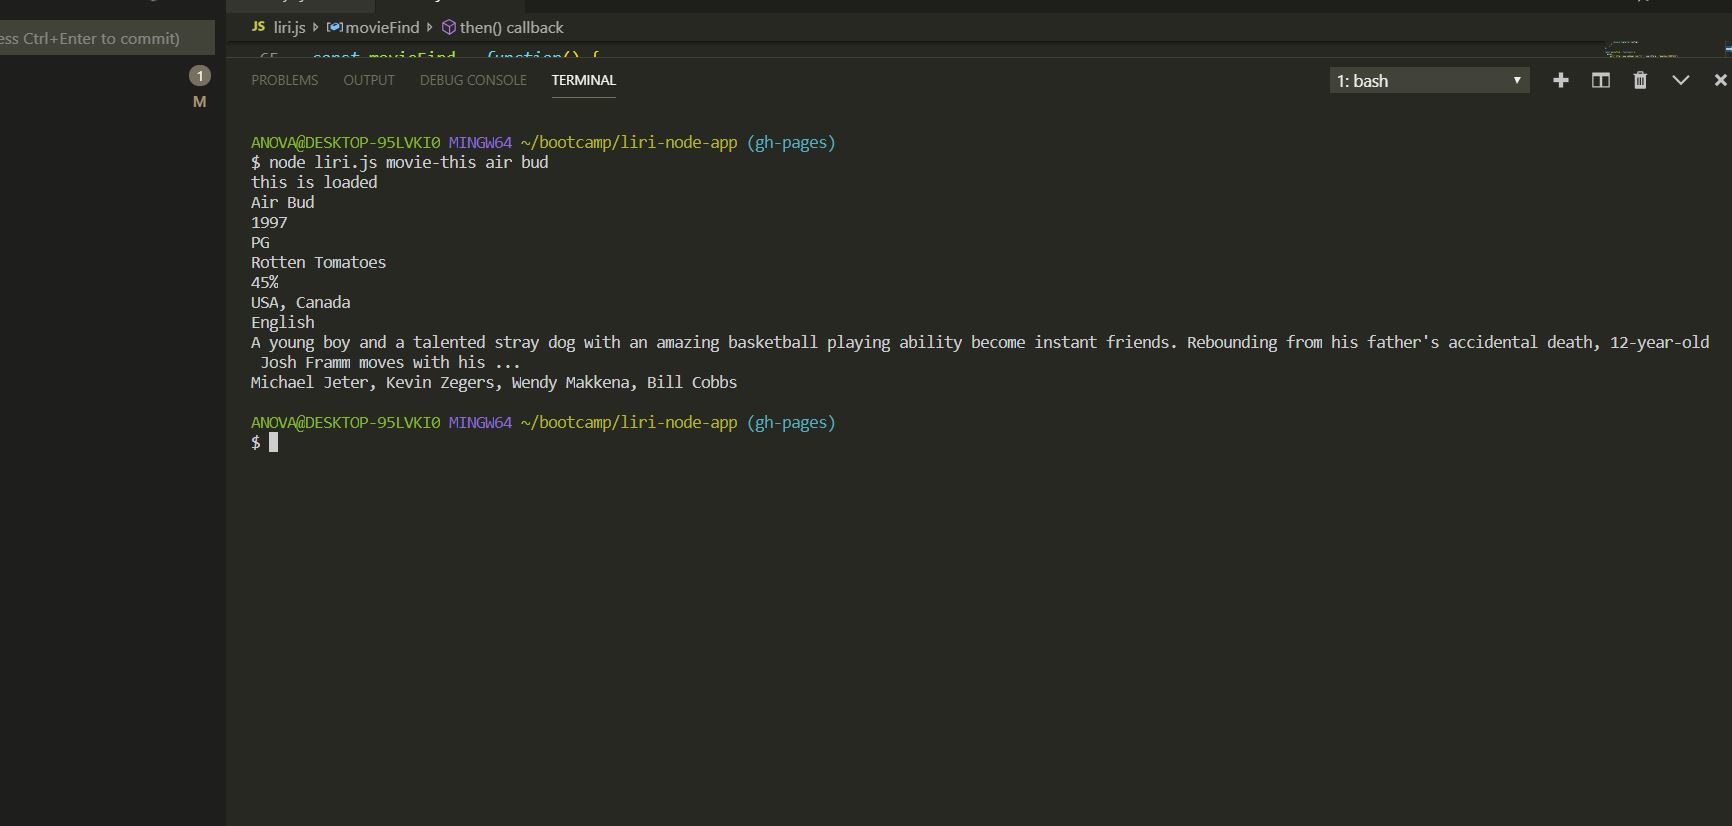 ess Ctrl+Enter to commit)
1
M
JS liri.js movieFind then() callback
65 const movieFind = function() {
PROBLEMS OUTPUT DEBUG CONSOLE TERMINAL 1: bash
ANOVA@DESKTOP-95LVKI0 MINGW64 ~/bootcamp/liri-node-app (gh-pages)
$ node liri.js movie-this air bud
this is loaded
Air Bud
1997
PG
Rotten Tomatoes
45%
USA, Canada
English
A young boy and a talented stray dog with an amazing basketball playing ability become instant friends. Rebounding from his father's accidental death, 12-year-old
Josh Framm moves with his ...
Michael Jeter, Kevin Zegers, Wendy Makkena, Bill Cobbs
ANOVA@DESKTOP-95LVKI0 MINGW64 ~/bootcamp/liri-node-app (gh-pages)
$